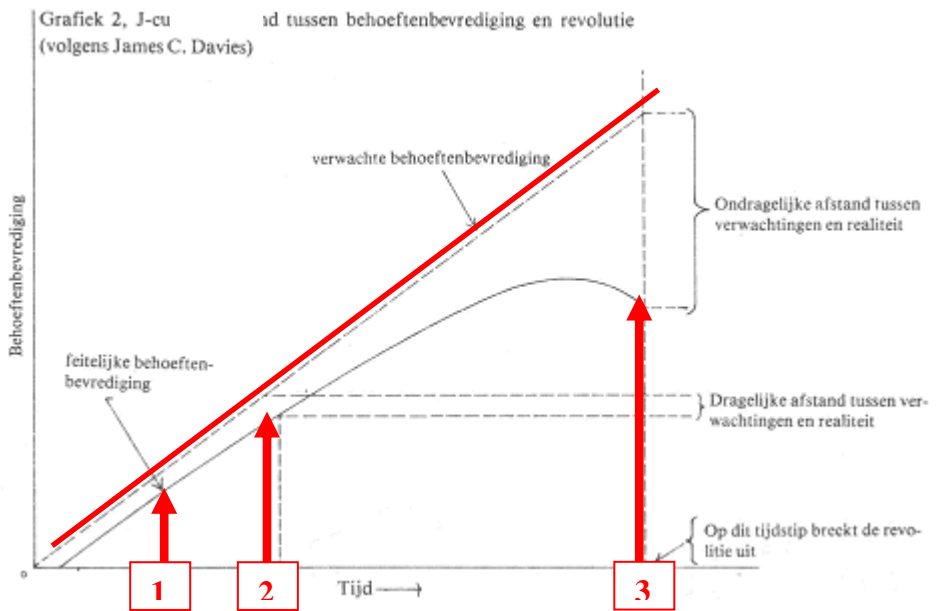 Grafiek 2, J-cu nd tussen behoeftenbevrediging en revolutie
(volgens James C. Davies)
verwachte behoeftenbevrediging
Behoeftenbevrediging
Ondragelijke afstand tussen
verwachtingen en realiteit
feitelijke behoeften-
bevrediging
Dragelijke afstand tussen ver-
wachtingen en realiteit
Op dit tijdstip breekt de revo-
litie uit
0
1
2
Tijd
3